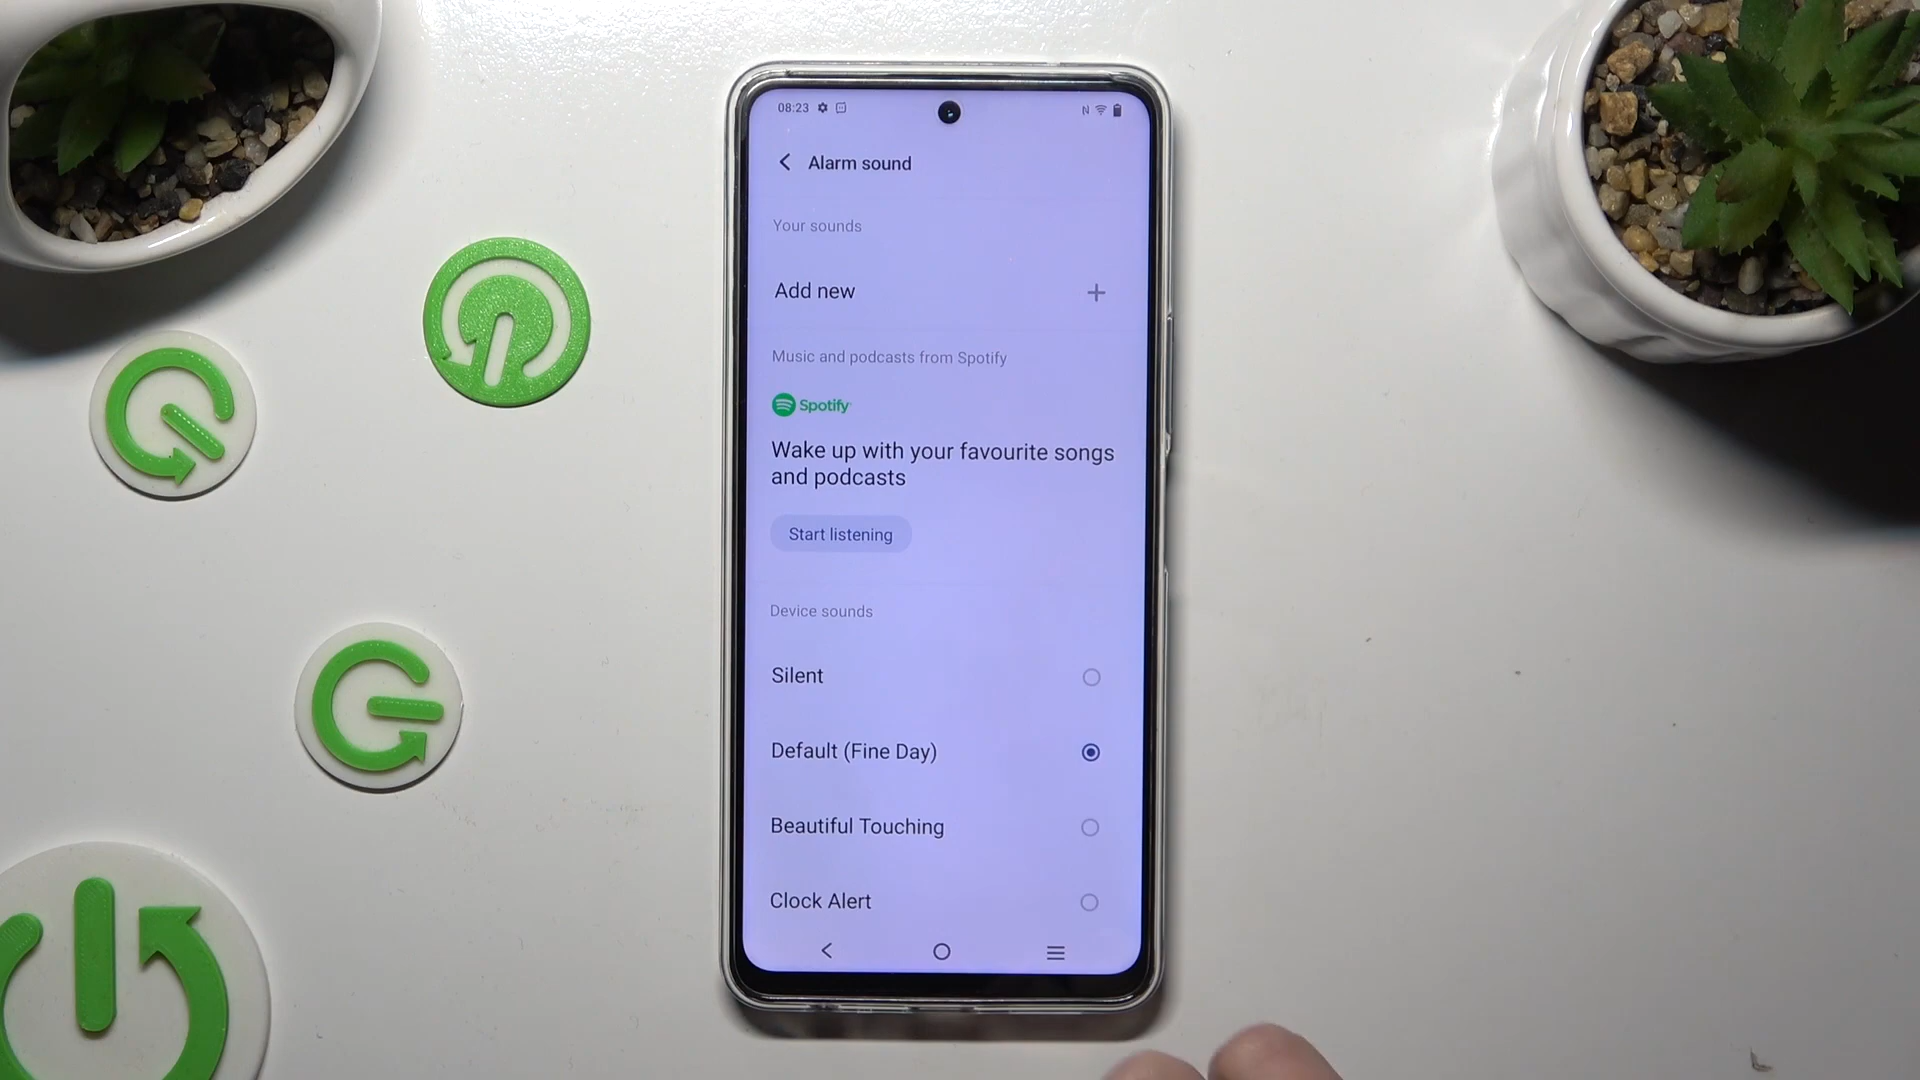 08:23
Alarm sound
Your sounds
Add new
Music and podcasts from Spotify
Spotify
Wake up with your favourite songs
and podcasts
Start listening
Device sounds
Silent
Default (Fine Day)
Beautiful Touching
Clock Alert